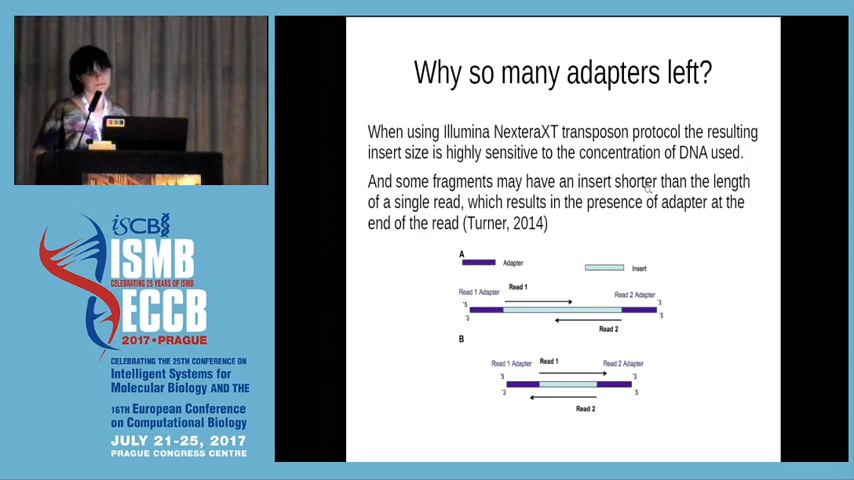 Why so many adapters left?
When using Illumina NexteraXT transposon protocol the resulting
insert size is highly sensitive to the concentration of DNA used.
And some fragments may have an insert shorter than the length
of a single read, which results in the presence of adapter at the
end of the read (Turner, 2014)
A
Adapter
Insert
Read 1
Read 1 Adapter
Read 2 Adapter
'5
'3
'3
'5
Read 2
B
Read 1 Adapter
Read 1
Read 2 Adapter
'5
'3
'3
'5
Read 2
iSCB
ISMB
CELEBRATING 25 YEARS OF ISMB
ECCB
2017 • PRAGUE
CELEBRATING THE 25TH CONFERENCE ON
Intelligent Systems for
Molecular Biology AND THE
16TH European Conference
on Computational Biology
JULY 21-25, 2017
PRAGUE CONGRESS CENTRE